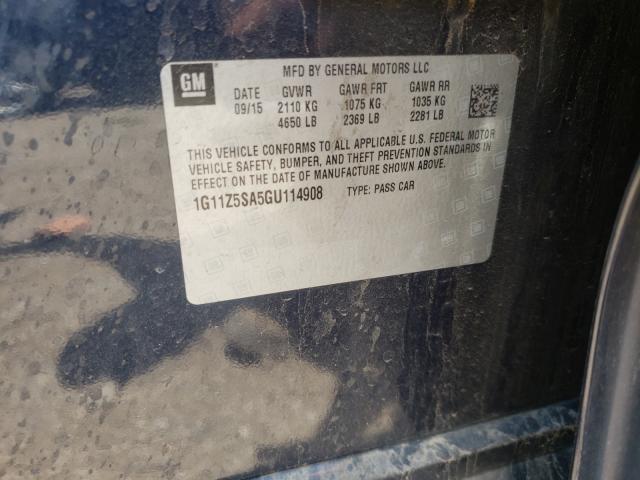 GM
MFD BY GENERAL MOTORS LLC
DATE GVWR GAWR FRT GAWR RR
09/15 2110 KG 1075 KG 1035 KG
4650 LB 2369 LB 2281 LB
THIS VEHICLE CONFORMS TO ALL APPLICABLE U.S. FEDERAL MOTOR
VEHICLE SAFETY, BUMPER, AND THEFT PREVENTION STANDARDS IN
EFFECT ON THE DATE OF MANUFACTURE SHOWN ABOVE.
1G11Z5SA5GU114908 TYPE: PASS CAR